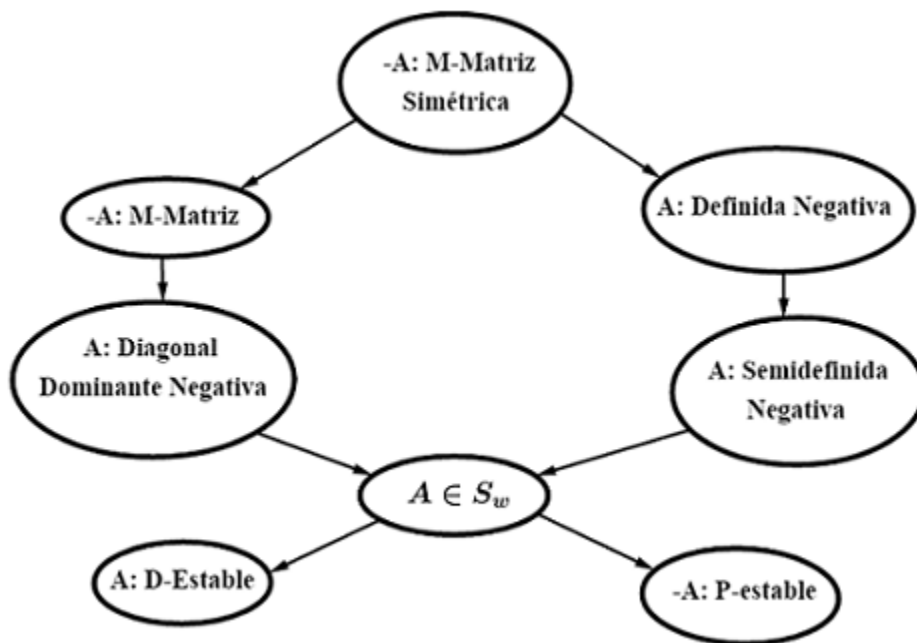 -A: M-Matriz
Simétrica
-A: M-Matriz
A: Definida Negativa
A: Diagonal
Dominante Negativa
A: Semidefinida
Negativa
A ∈ S_w
A: D-Estable
-A: P-estable